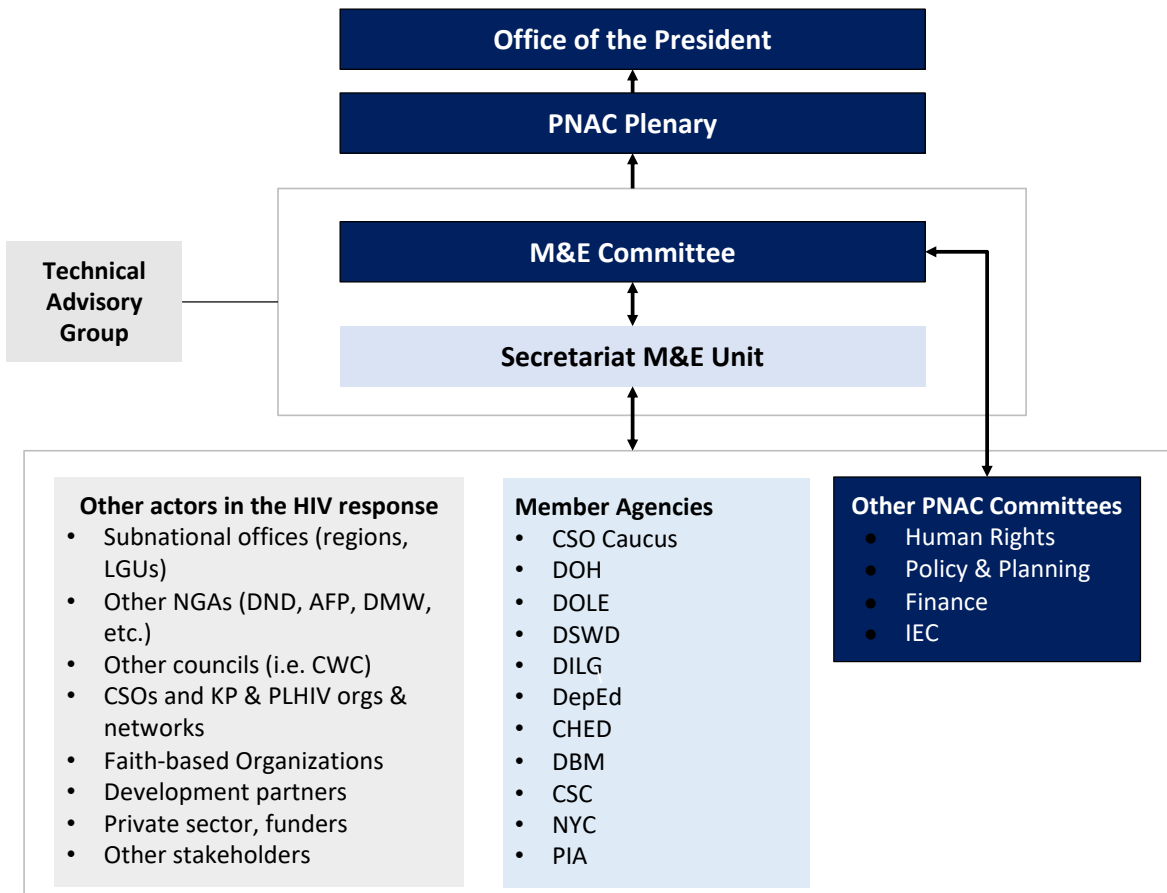 Office of the President
PNAC Plenary
M&E Committee
Technical
Advisory
Group
Secretariat M&E Unit
Other actors in the HIV response
• Subnational offices (regions,
LGUs)
• Other NGAs (DND, AFP, DMW,
etc.)
• Other councils (i.e. CWC)
• CSOs and KP & PLHIV orgs &
networks
• Faith-based Organizations
• Development partners
• Private sector, funders
• Other stakeholders
Member Agencies
• CSO Caucus
• DOH
• DOLE
• DSWD
• DILG
• DepEd
• CHED
• DBM
• CSC
• NYC
• PIA
Other PNAC Committees
● Human Rights
● Policy & Planning
● Finance
● IEC